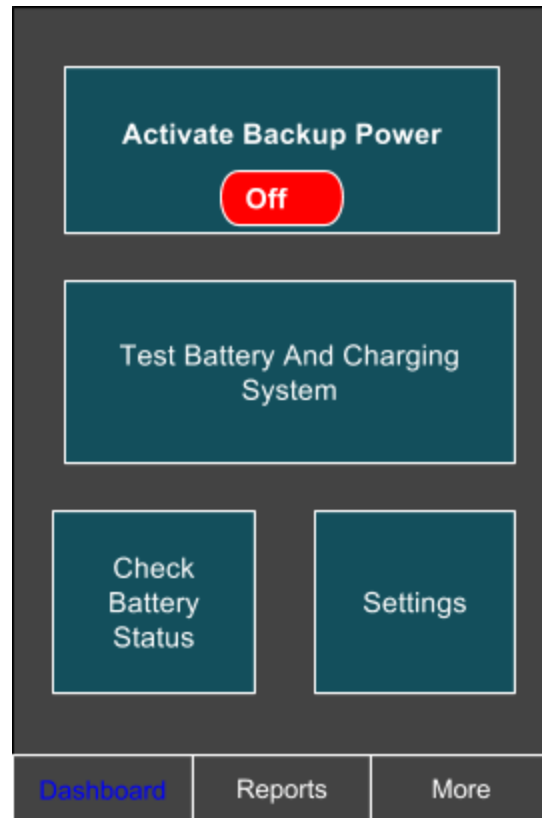 Activate Backup Power
Off
Test Battery And Charging
System
Check
Battery
Status
Settings
Dashboard
Reports
More